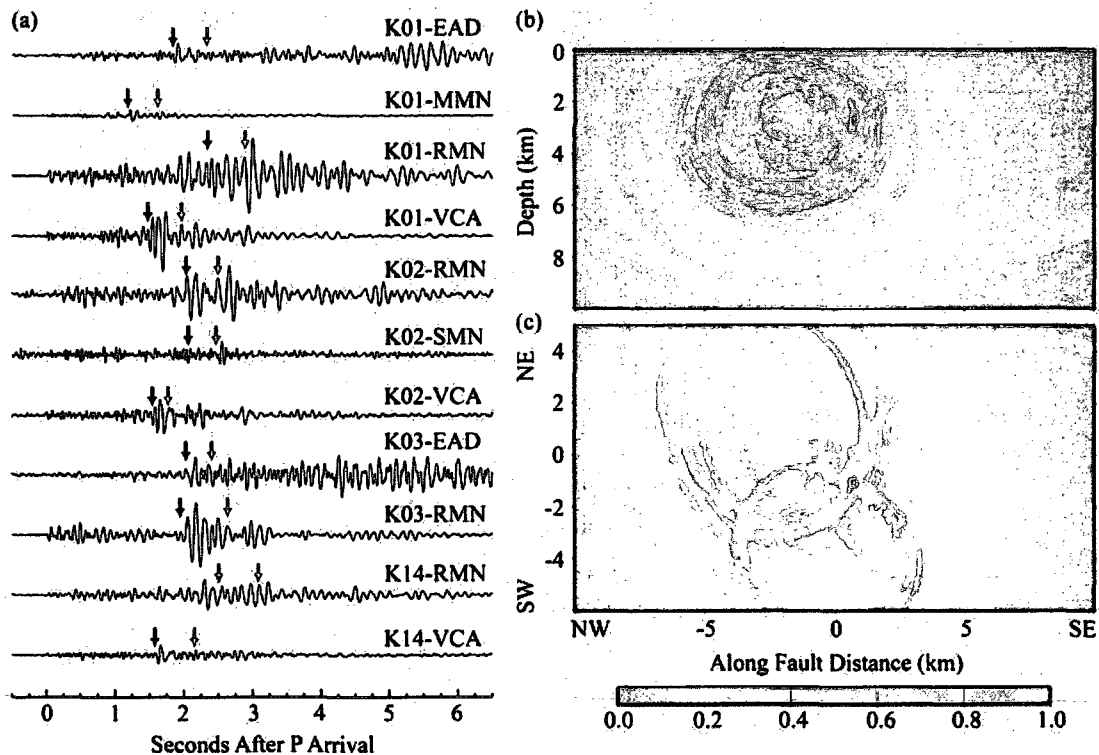 (a)
K01-EAD
K01-MMN
K01-RMN
K01-VCA
K02-RMN
K02-SMN
K02-VCA
K03-EAD
K03-RMN
K14-RMN
K14-VCA
0 1 2 3 4 5 6
Seconds After P Arrival
(b)
0
2
4
6
8
Depth (km)
(c)
NE
4
2
0
-2
-4
SW
NW -5 0 5 SE
Along Fault Distance (km)
0.0 0.2 0.4 0.6 0.8 1.0